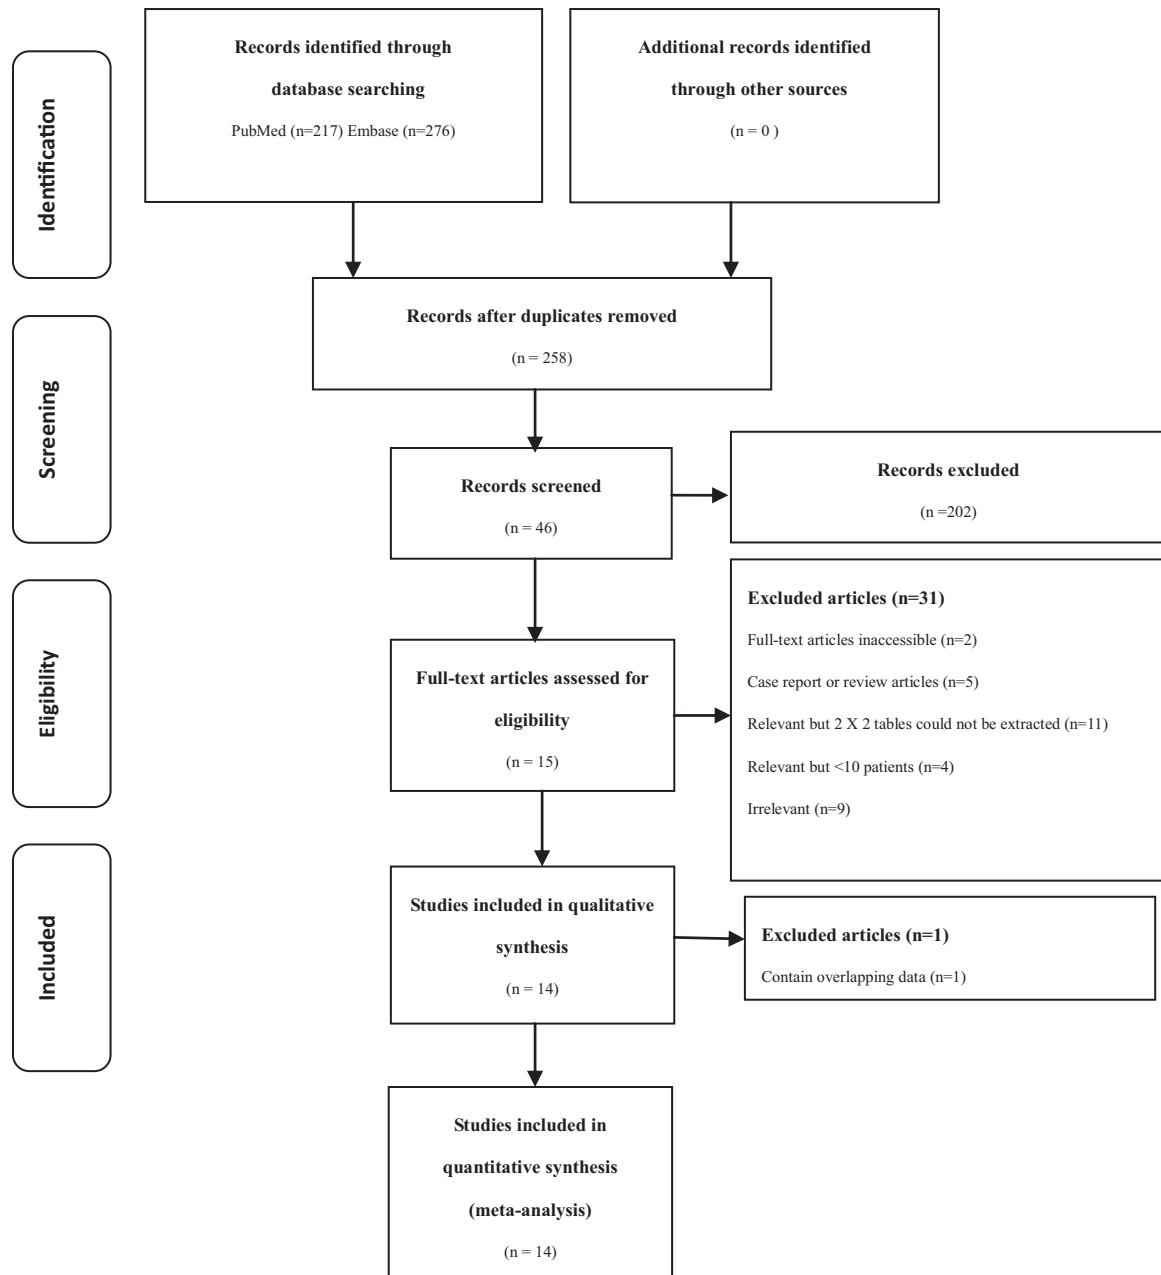 Identification
Records identified through
database searching
PubMed (n=217) Embase (n=276)
Additional records identified
through other sources
(n = 0 )
Records after duplicates removed
(n = 258)
Screening
Records screened
(n = 46)
Records excluded
(n =202)
Eligibility
Full-text articles assessed for
eligibility
(n = 15)
Excluded articles (n=31)
Full-text articles inaccessible (n=2)
Case report or review articles (n=5)
Relevant but 2 X 2 tables could not be extracted (n=11)
Relevant but <10 patients (n=4)
Irrelevant (n=9)
Included
Studies included in qualitative
synthesis
(n = 14)
Excluded articles (n=1)
Contain overlapping data (n=1)
Studies included in
quantitative synthesis
(meta-analysis)
(n = 14)